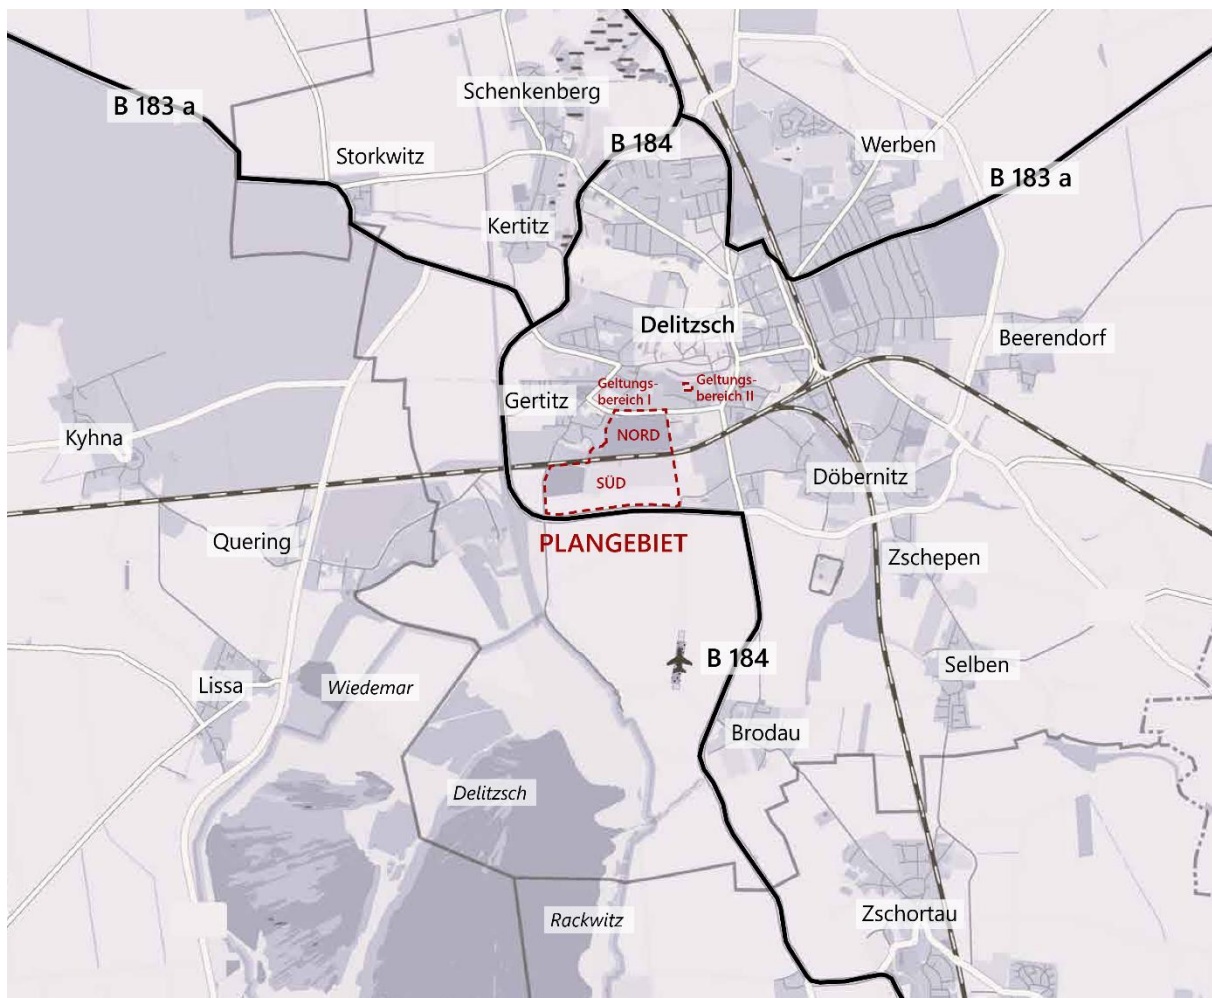 Schenkenberg
B 183 a
B 184
Werben
Storkwitz
B 183 a
Kertitz
Delitzsch
Beerendorf
Geltungs-
bereich I
Geltungs-
bereich II
Gertitz
NORD
Kyhna
SÜD
Döbernitz
Quering
PLANGEBIET
Zschepen
B 184
Selben
Lissa
Wiedemar
Brodau
Delitzsch
Zschortau
Rackwitz